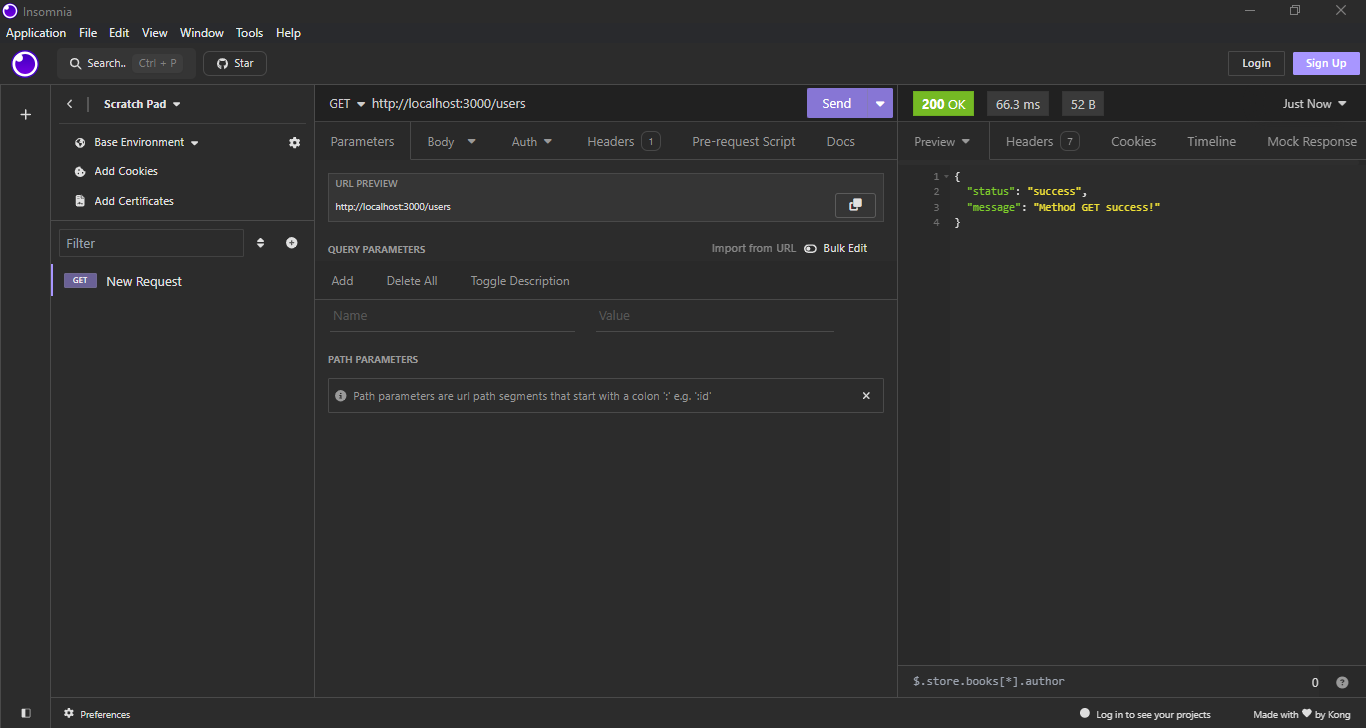 Insomnia
Application File Edit View Window Tools Help
Search.. Ctrl + P Star Login Sign Up
Scratch Pad
Base Environment
Add Cookies
Add Certificates
Filter
GET New Request
GET http://localhost:3000/users Send
Parameters Body Auth Headers 1 Pre-request Script Docs
URL PREVIEW
http://localhost:3000/users
QUERY PARAMETERS Import from URL Bulk Edit
Add Delete All Toggle Description
Name Value
PATH PARAMETERS
Path parameters are url path segments that start with a colon ':' e.g. ':id'
200 OK 66.3 ms 52 B Just Now
Preview Headers 7 Cookies Timeline Mock Response
1 {
2 "status": "success",
3 "message": "Method GET success!"
4 }
$.store.books[*].author 0
Preferences Log in to see your projects Made with ♥ by Kong